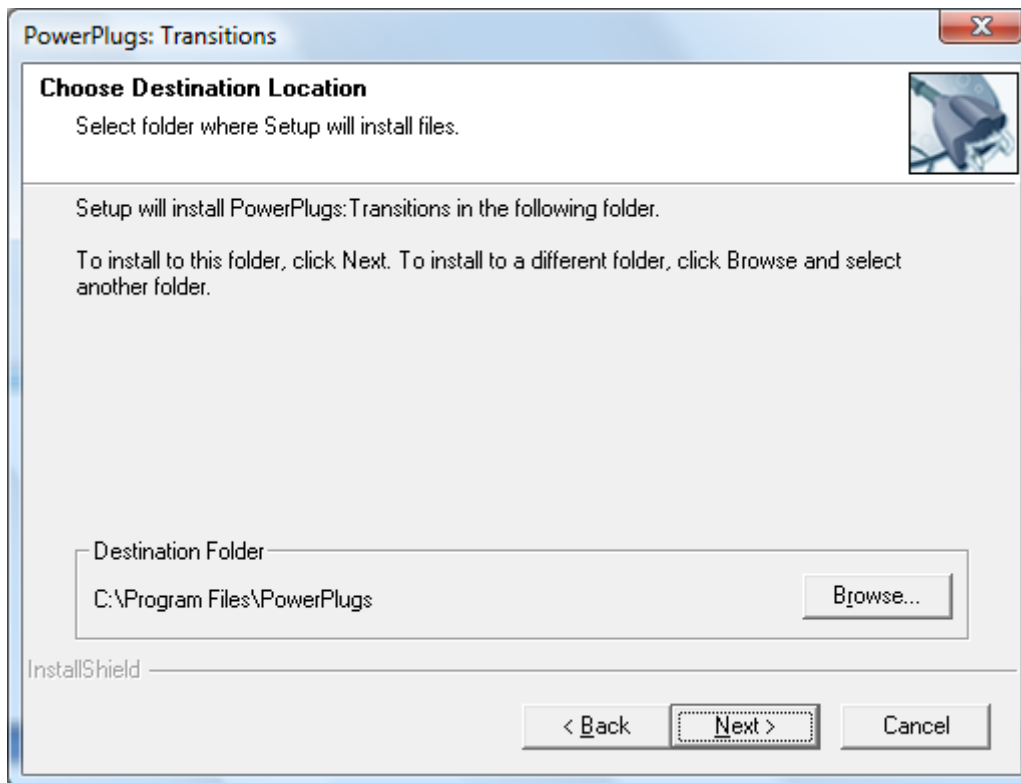 PowerPlugs: Transitions
Choose Destination Location
Select folder where Setup will install files.
Setup will install PowerPlugs:Transitions in the following folder.
To install to this folder, click Next. To install to a different folder, click Browse and select
another folder.
Destination Folder
C:\Program Files\PowerPlugs
Browse...
InstallShield
< Back
Next >
Cancel